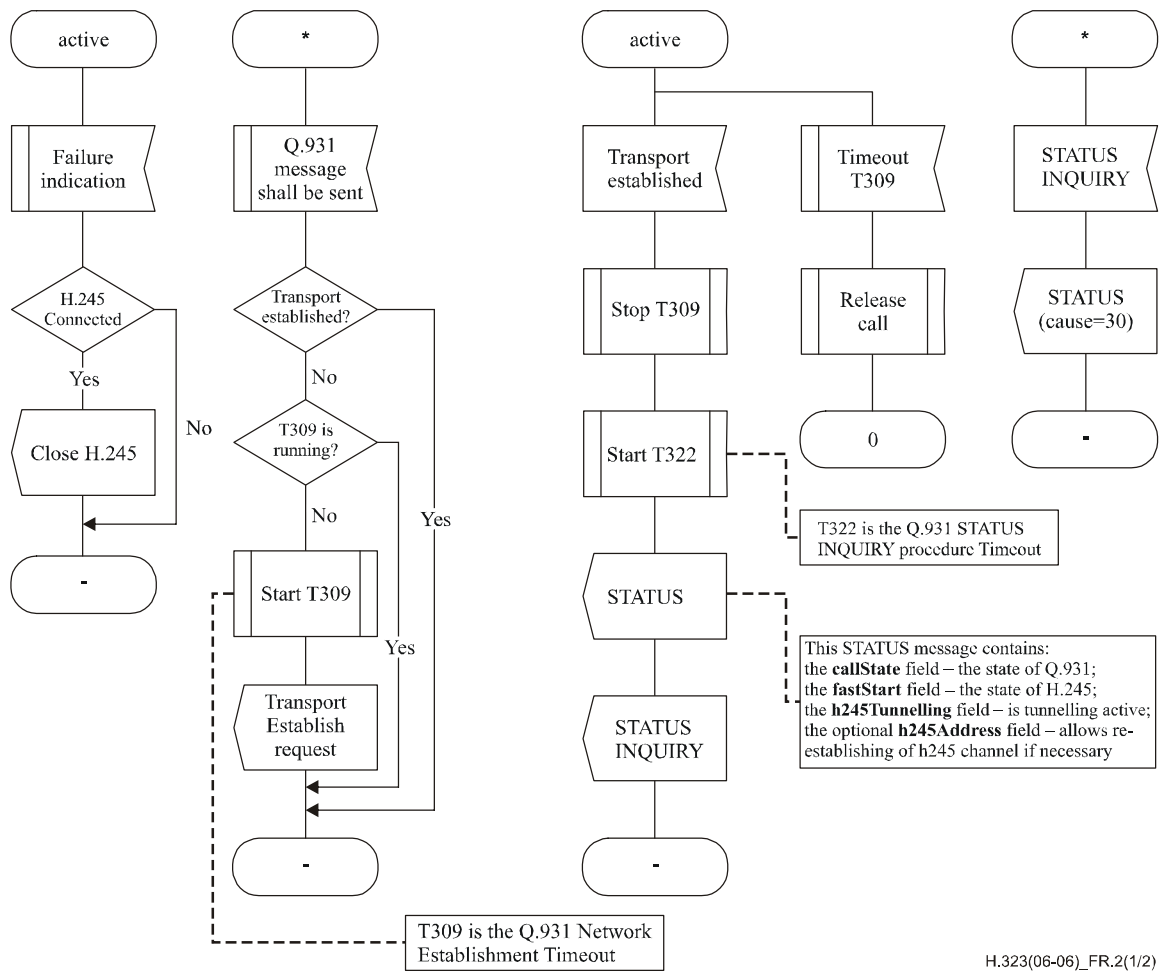 active
Failure
indication
H.245
Connected
Yes
No
Close H.245
-
*
Q.931
message
shall be sent
Transport
established?
No
T309 is
running?
No
Yes
Start T309
Yes
Transport
Establish
request
-
T309 is the Q.931 Network
Establishment Timeout
active
Transport
established
Stop T309
Start T322
STATUS
STATUS
INQUIRY
-
Timeout
T309
Release
call
0
T322 is the Q.931 STATUS
INQUIRY procedure Timeout
This STATUS message contains:
the callState field – the state of Q.931;
the fastStart field – the state of H.245;
the h245Tunnelling field – is tunnelling active;
the optional h245Address field – allows re-
establishing of h245 channel if necessary
*
STATUS
INQUIRY
STATUS
(cause=30)
-
H.323(06-06)_FR.2(1/2)